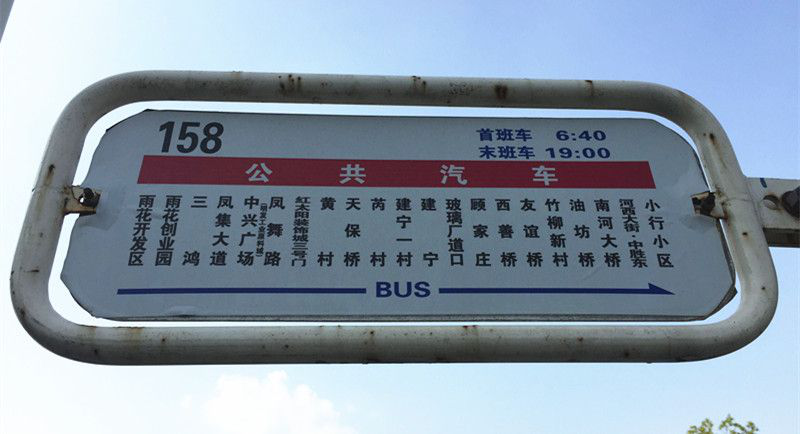 158
首班车 6:40
末班车 19:00
公共汽车
雨花开发区
雨花创业园
三鸿
凤集大道
中兴广场
凤舞路
红太阳装饰城三号门
黄村
天保桥
芮村
建宁一村
建宁
玻璃厂道口
顾家庄
西善桥
友谊桥
竹柳新村
油坊桥
南河大桥
河西大街·中胜东
小行小区
BUS